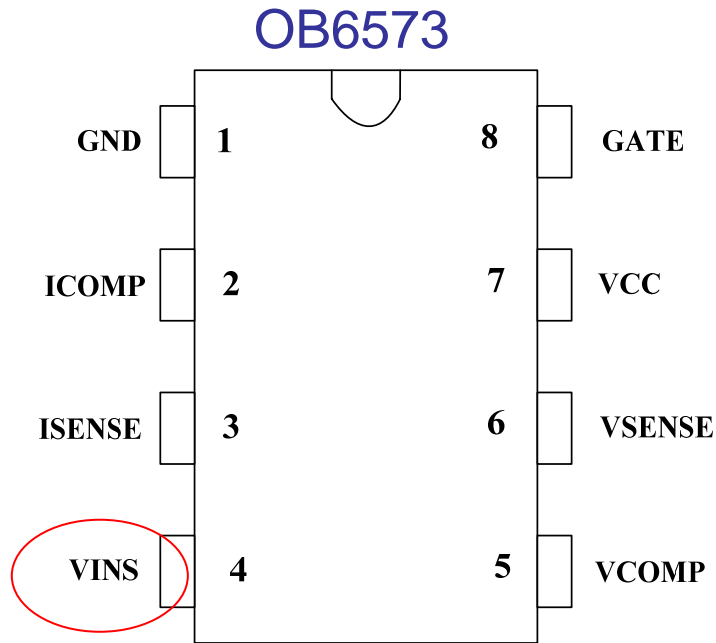 OB6573
GND 1 8 GATE
ICOMP 2 7 VCC
ISENSE 3 6 VSENSE
VINS 4 5 VCOMP